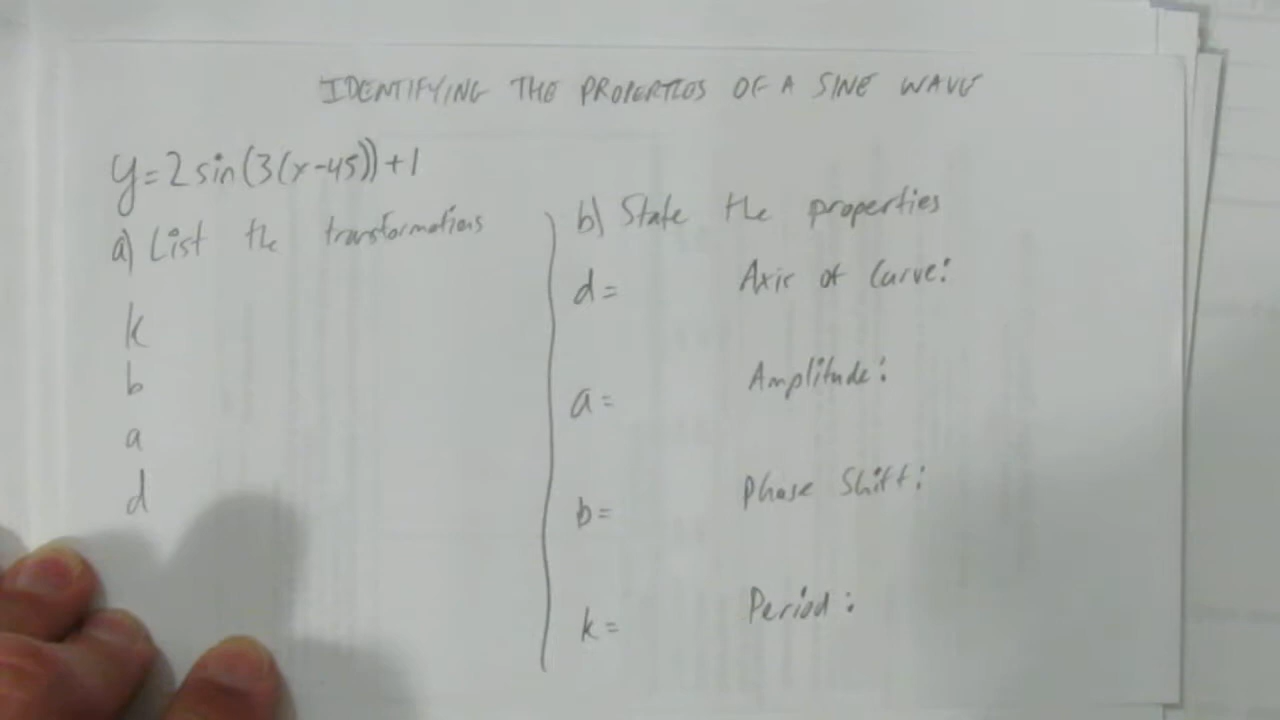 IDENTIFYING THE PROPERTIES OF A SINE WAVE
y=2sin(3(x-45))+1
a) List the transformations
k
b
a
d
b) State the properties
d= Axis of Curve:
a= Amplitude:
b= Phase Shift:
k= Period: